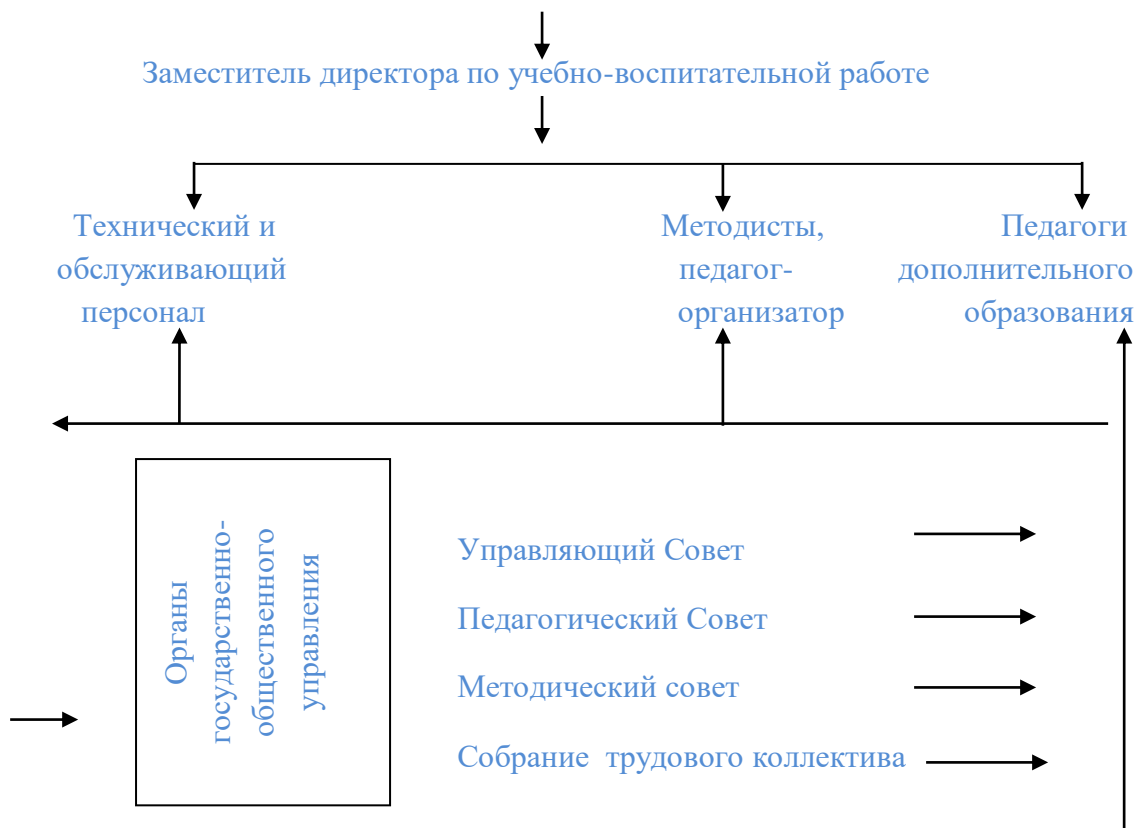 Заместитель директора по учебно-воспитательной работе
Технический и
обслуживающий
персонал
Методисты,
педагог-
организатор
Педагоги
дополнительного
образования
Органы
государственно-
общественного
управления
Управляющий Совет
Педагогический Совет
Методический совет
Собрание трудового коллектива